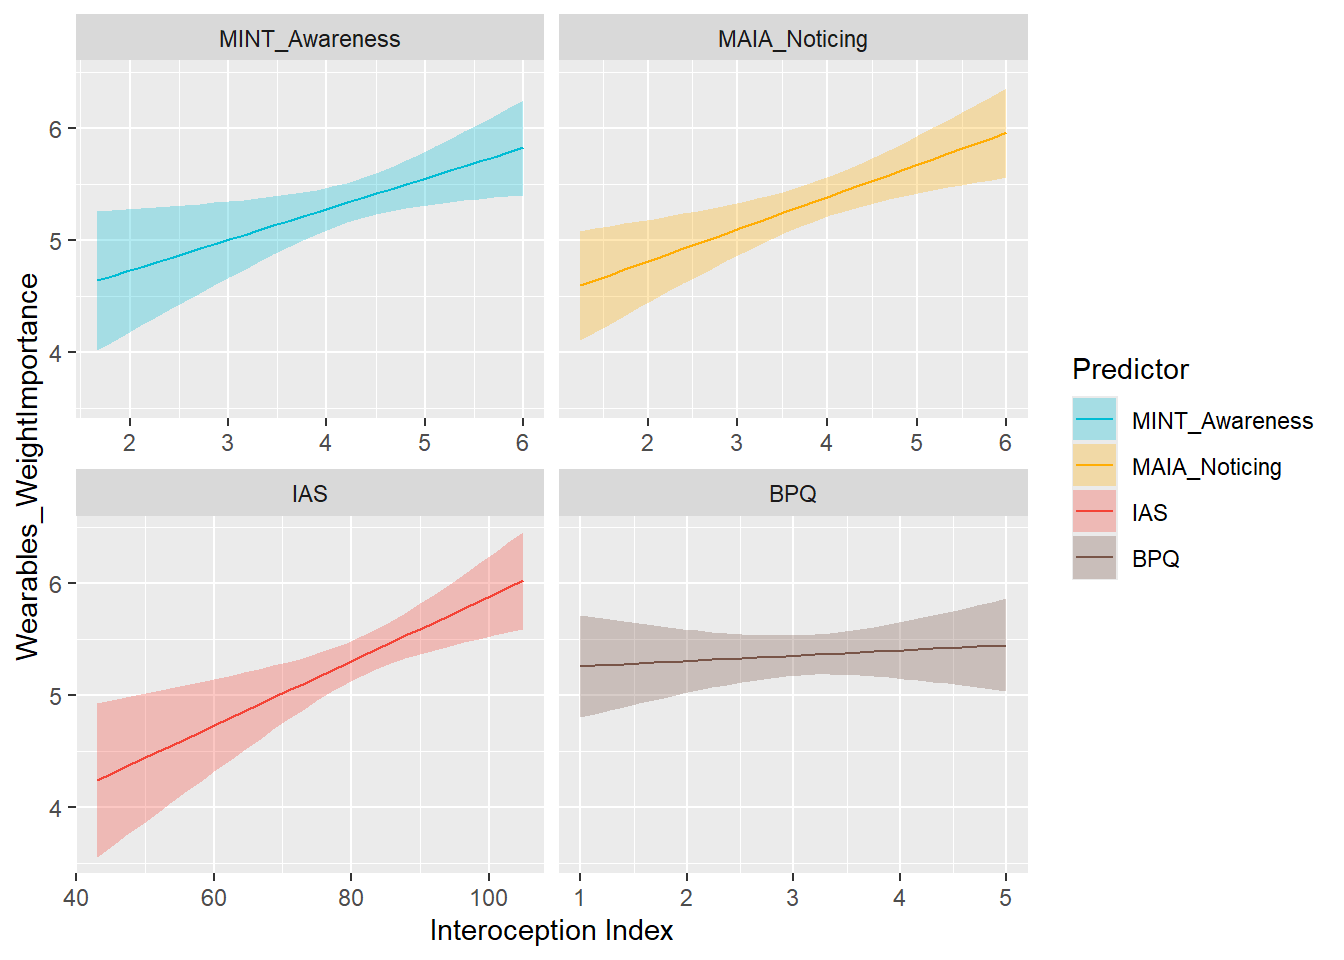 MINT_Awareness
MAIA_Noticing
6
5
4
2 3 4 5 6
2 3 4 5 6
IAS
BPQ
6
5
4
40 60 80 100
1 2 3 4 5
Wearables_WeightImportance
Interoception Index
Predictor
MINT_Awareness
MAIA_Noticing
IAS
BPQ